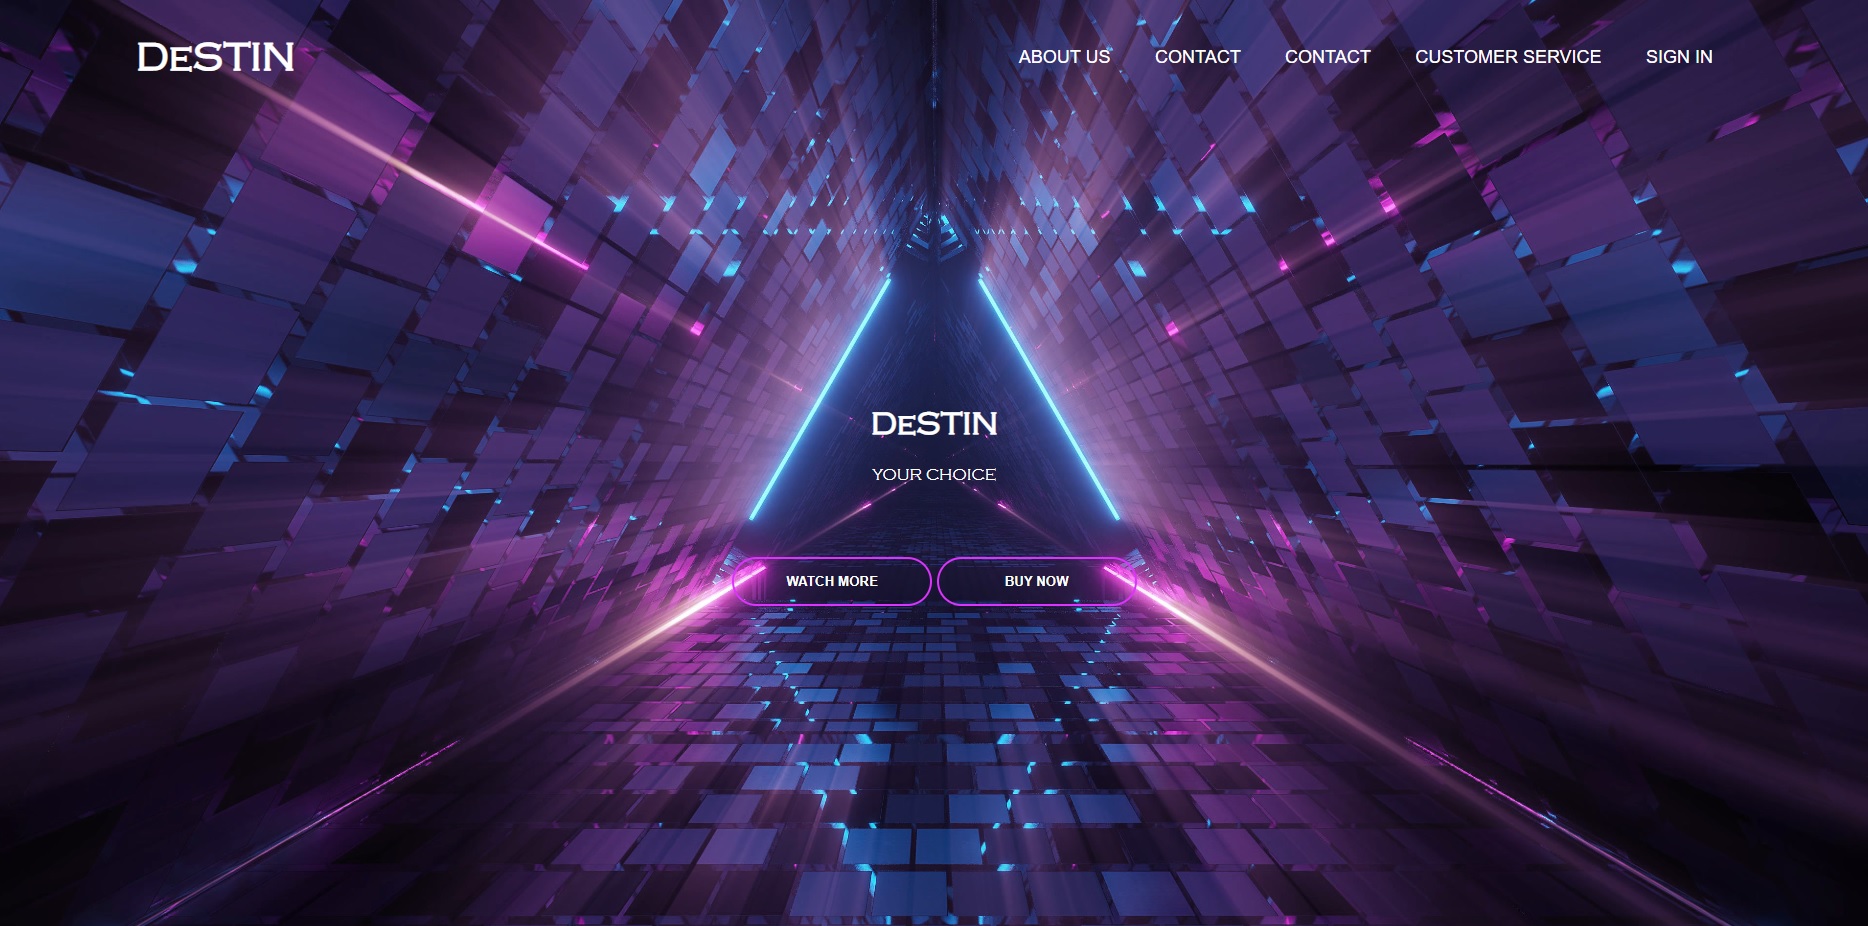 DeSTIN
ABOUT US CONTACT CONTACT CUSTOMER SERVICE SIGN IN
DeSTIN
YOUR CHOICE
WATCH MORE BUY NOW